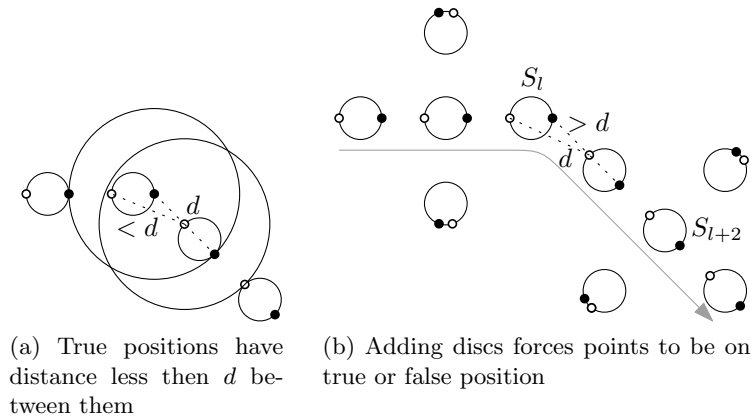 d
< d
S_l
> d
d
S_{l+2}
(a) True positions have
distance less then d be-
tween them
(b) Adding discs forces points to be on
true or false position